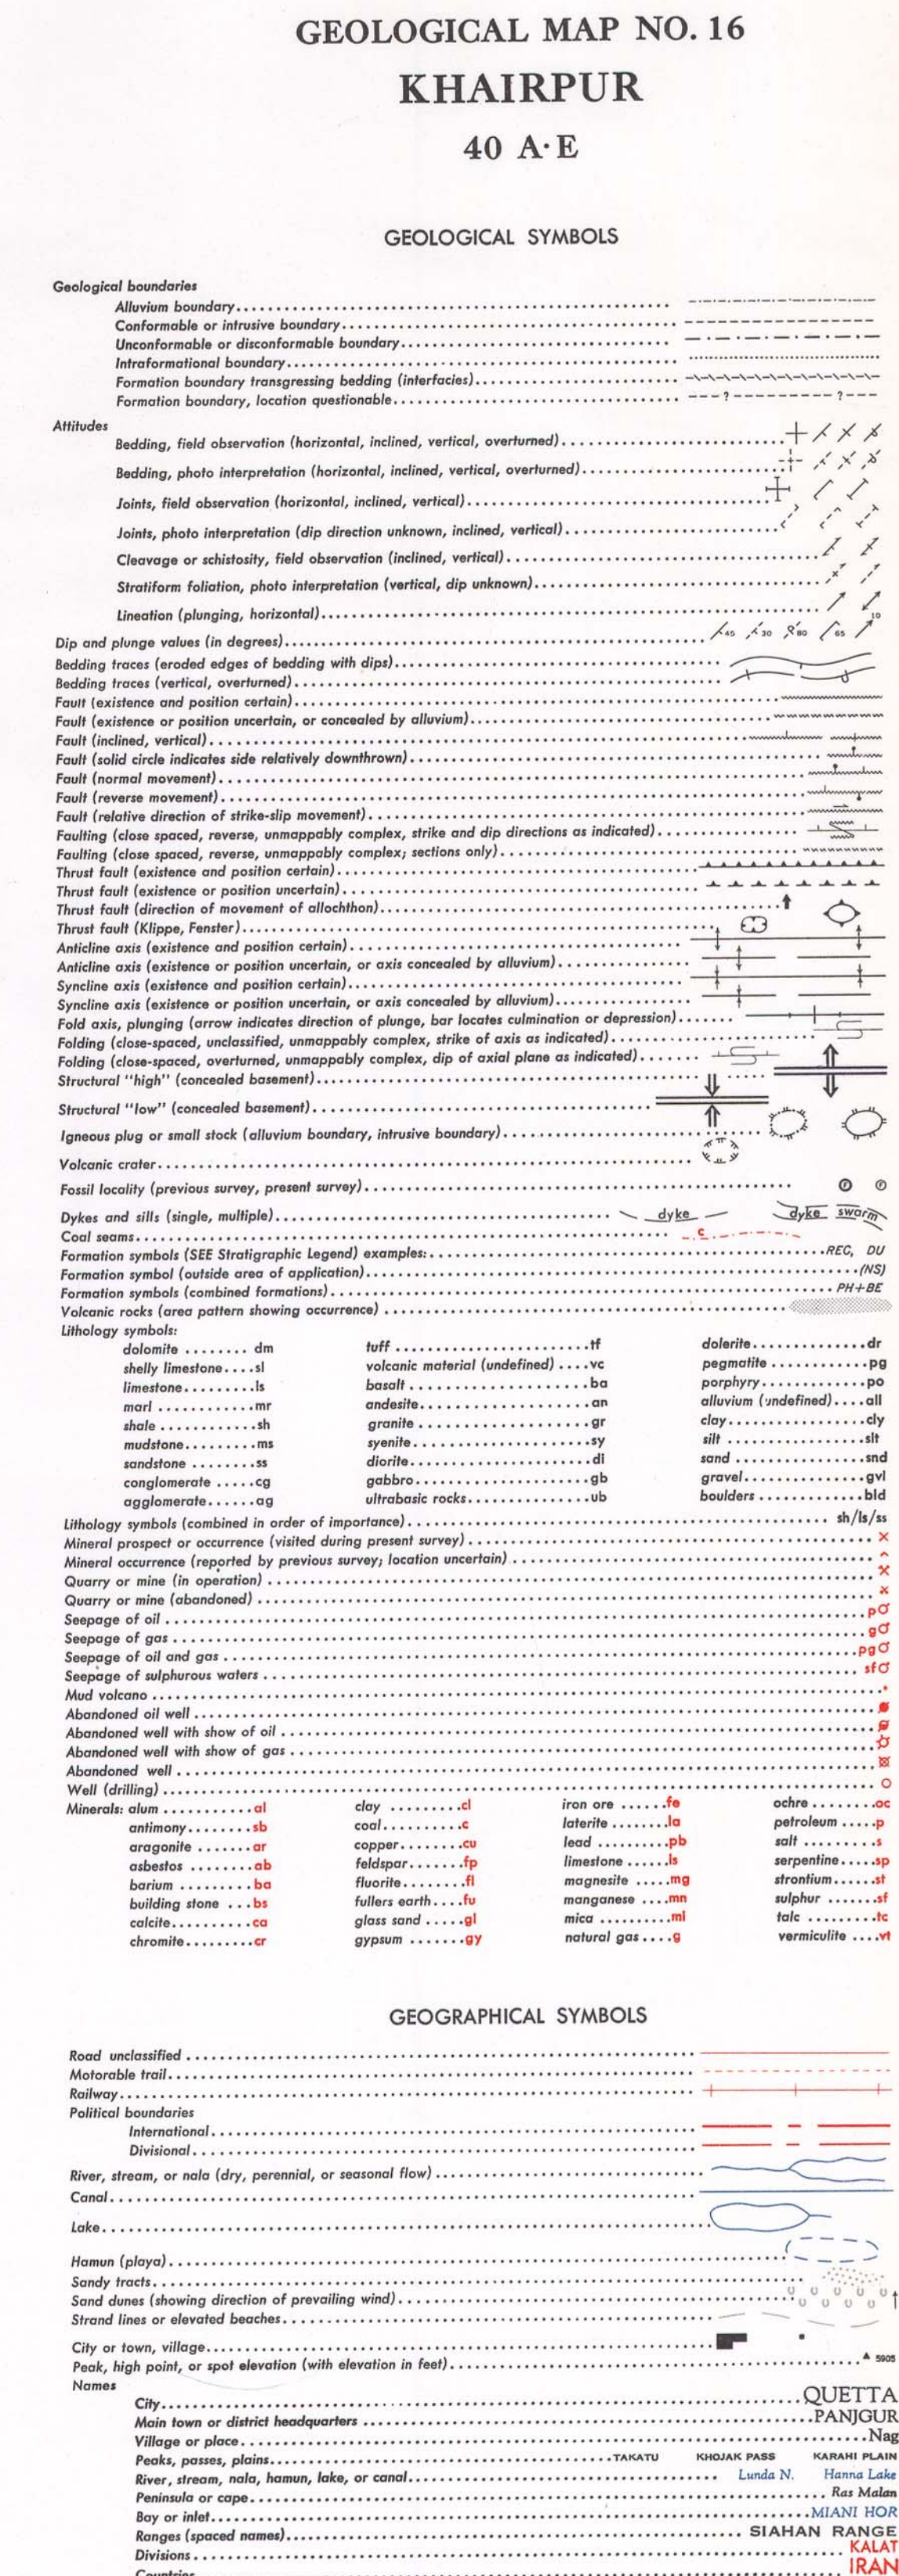 GEOLOGICAL MAP NO. 16
KHAIRPUR
40 A·E
GEOLOGICAL SYMBOLS
Geological boundaries
Alluvium boundary
Conformable or intrusive boundary
Unconformable or disconformable boundary
Intraformational boundary
Formation boundary transgressing bedding (interfacies)
Formation boundary, location questionable ? ?
Attitudes
Bedding, field observation (horizontal, inclined, vertical, overturned)
Bedding, photo interpretation (horizontal, inclined, vertical, overturned)
Joints, field observation (horizontal, inclined, vertical)
Joints, photo interpretation (dip direction unknown, inclined, vertical)
Cleavage or schistosity, field observation (inclined, vertical)
Stratiform foliation, photo interpretation (vertical, dip unknown)
Lineation (plunging, horizontal)
Dip and plunge values (in degrees) 45 30 80 65 10
Bedding traces (eroded edges of bedding with dips)
Bedding traces (vertical, overturned)
Fault (existence and position certain)
Fault (existence or position uncertain, or concealed by alluvium)
Fault (inclined, vertical)
Fault (solid circle indicates side relatively downthrown)
Fault (normal movement)
Fault (reverse movement)
Fault (relative direction of strike-slip movement)
Faulting (close spaced, reverse, unmappably complex, strike and dip directions as indicated)
Faulting (close spaced, reverse, unmappably complex; sections only)
Thrust fault (existence and position certain)
Thrust fault (existence or position uncertain)
Thrust fault (direction of movement of allochthon)
Thrust fault (Klippe, Fenster)
Anticline axis (existence and position certain)
Anticline axis (existence or position uncertain, or axis concealed by alluvium)
Syncline axis (existence and position certain)
Syncline axis (existence or position uncertain, or axis concealed by alluvium)
Fold axis, plunging (arrow indicates direction of plunge, bar locates culmination or depression)
Folding (close-spaced, unclassified, unmappably complex, strike of axis as indicated)
Folding (close-spaced, overturned, unmappably complex, dip of axial plane as indicated)
Structural "high" (concealed basement)
Structural "low" (concealed basement)
Igneous plug or small stock (alluvium boundary, intrusive boundary)
Volcanic crater
Fossil locality (previous survey, present survey)
Dykes and sills (single, multiple) dyke dyke swarm
Coal seams c
Formation symbols (SEE Stratigraphic Legend) examples: REC, DU
Formation symbol (outside area of application) (NS)
Formation symbols (combined formations) PH+BE
Volcanic rocks (area pattern showing occurrence)
Lithology symbols:
dolomite dm tuff tf dolerite dr
shelly limestone sl volcanic material (undefined) vc pegmatite pg
limestone ls basalt ba porphyry po
marl mr andesite an alluvium (undefined) all
shale sh granite gr clay cly
mudstone ms syenite sy silt slt
sandstone ss diorite di sand snd
conglomerate cg gabbro gb gravel gvl
agglomerate ag ultrabasic rocks ub boulders bld
Lithology symbols (combined in order of importance) sh/ls/ss
Mineral prospect or occurrence (visited during present survey)
Mineral occurrence (reported by previous survey; location uncertain)
Quarry or mine (in operation)
Quarry or mine (abandoned)
Seepage of oil p
Seepage of gas g
Seepage of oil and gas pg
Seepage of sulphurous waters sf
Mud volcano
Abandoned oil well
Abandoned well with show of oil
Abandoned well with show of gas
Abandoned well
Well (drilling)
Minerals: alum al clay cl iron ore fe ochre oc
antimony sb coal c laterite la petroleum p
aragonite ar copper cu lead pb salt s
asbestos ab feldspar fp limestone ls serpentine sp
barium ba fluorite fl magnesite mg strontium st
building stone bs fullers earth fu manganese mn sulphur sf
calcite ca glass sand gl mica mi talc tc
chromite cr gypsum gy natural gas g vermiculite vt
GEOGRAPHICAL SYMBOLS
Road unclassified
Motorable trail
Railway
Political boundaries
International
Divisional
River, stream, or nala (dry, perennial, or seasonal flow)
Canal
Lake
Hamun (playa)
Sandy tracts
Sand dunes (showing direction of prevailing wind)
Strand lines or elevated beaches
City or town, village
Peak, high point, or spot elevation (with elevation in feet) 5905
Names
City QUETTA
Main town or district headquarters PANJGUR
Village or place Nag
Peaks, passes, plains TAKATU KHOJAK PASS KARAHI PLAIN
River, stream, nala, hamun, lake, or canal Lunda N. Hanna Lake
Peninsula or cape Ras Malan
Bay or inlet MIANI HOR
Ranges (spaced names) SIAHAN RANGE
Divisions KALAT
Countries IRAN